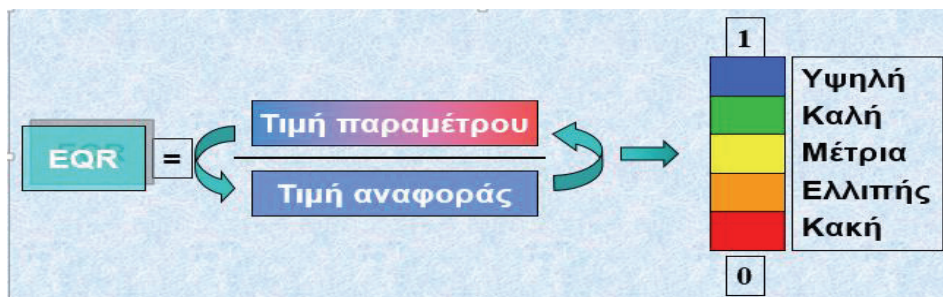 EQR
=
Τιμή παραμέτρου
Τιμή αναφοράς
1
Υψηλή
Καλή
Μέτρια
Ελλιπής
Κακή
0